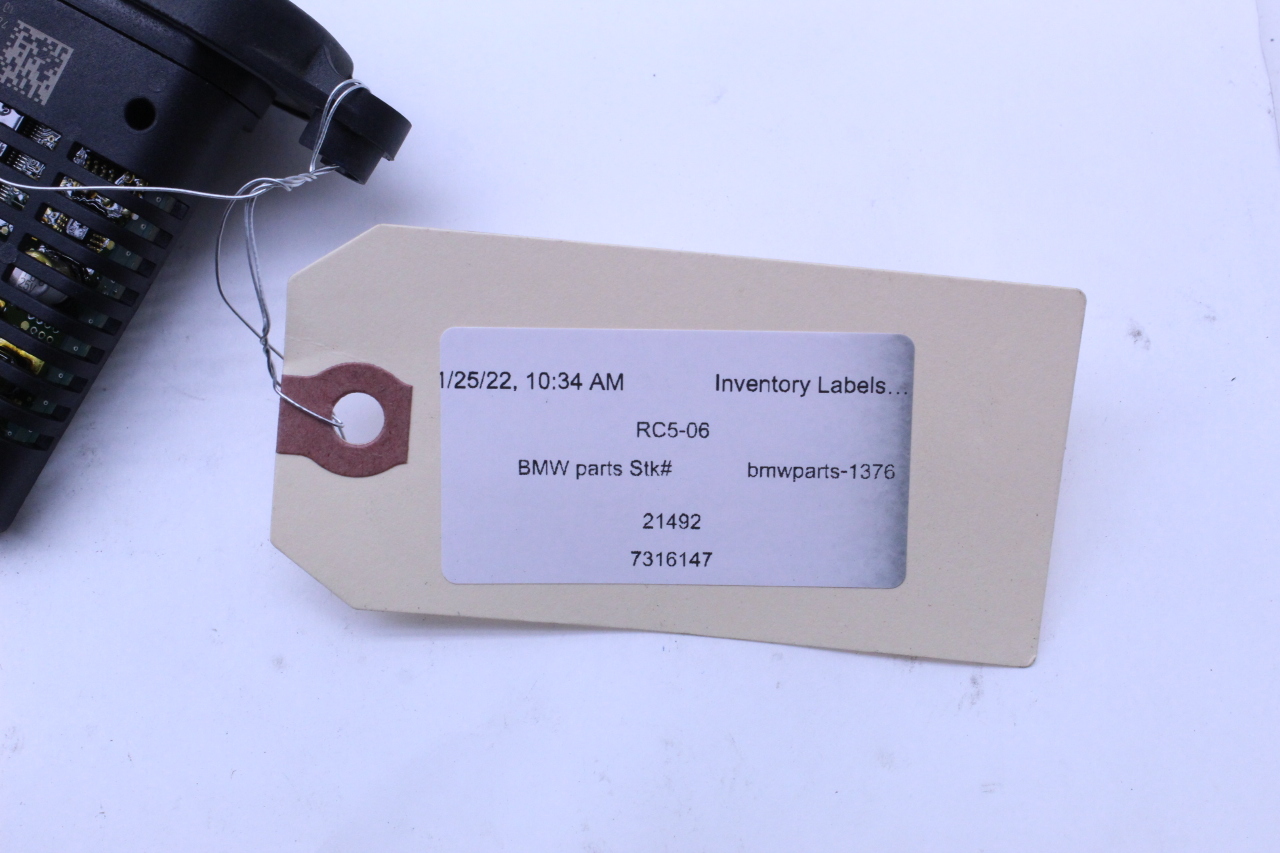 1/25/22, 10:34 AM Inventory Labels...
RC5-06
BMW parts Stk# bmwparts-1376
21492
7316147